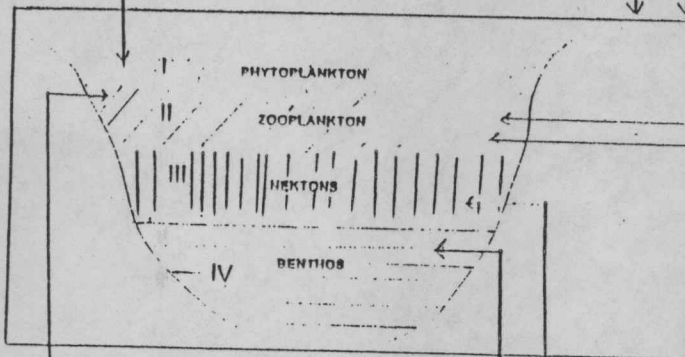 I PHYTOPLANKTON
II ZOOPLANKTON
III NEKTONS
IV BENTHOS